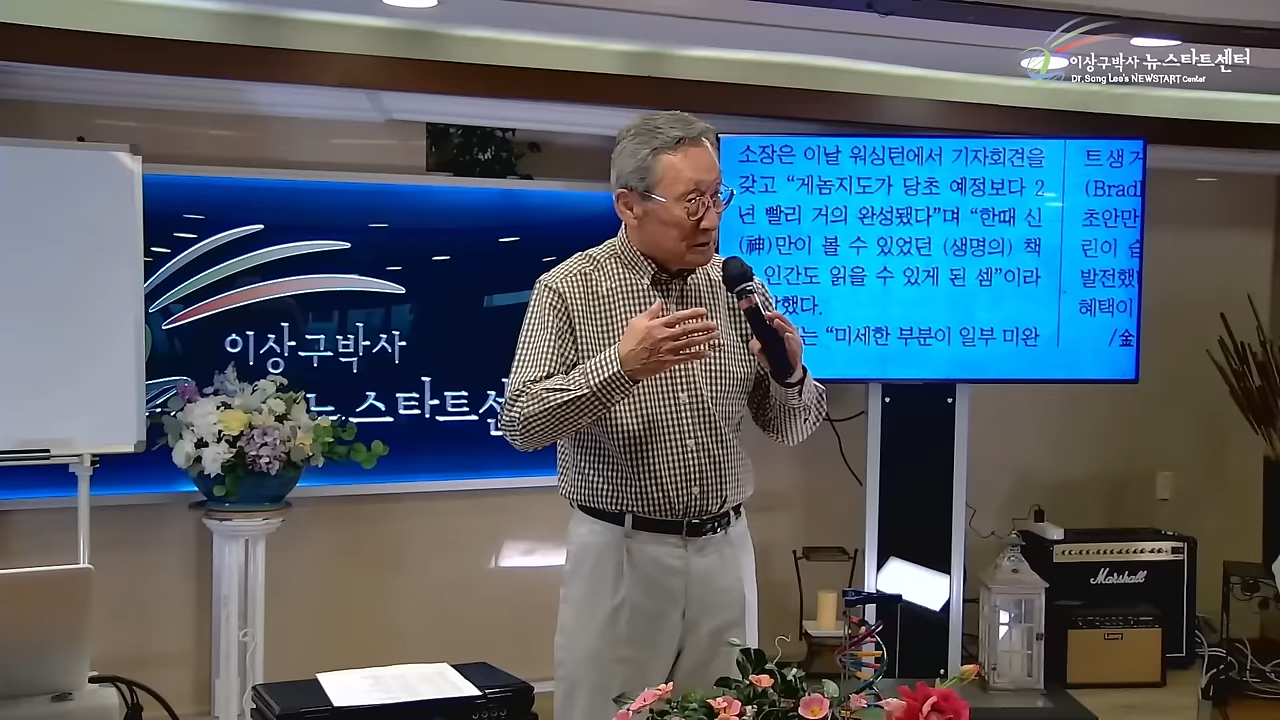 이상구박사 뉴스타트센터
Dr. Sang Lee's NEWSTART Center
이상구박사
뉴스타트센
소장은 이날 워싱턴에서 기자회견을
갖고 “게놈지도가 당초 예정보다 2
년 빨리 거의 완성됐다”며 “한때 신
(神)만이 볼 수 있었던 (생명의) 책
인간도 읽을 수 있게 된 셈”이라
했다.
는 “미세한 부분이 일부 미완
트생
(Brad
초안만
린이
발전했
혜택이
/金
Marshall